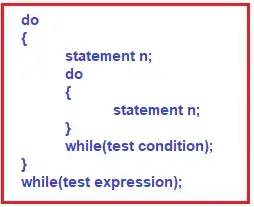 do
{
statement n;
do
{
statement n;
}
while(test condition);
}
while(test expression);